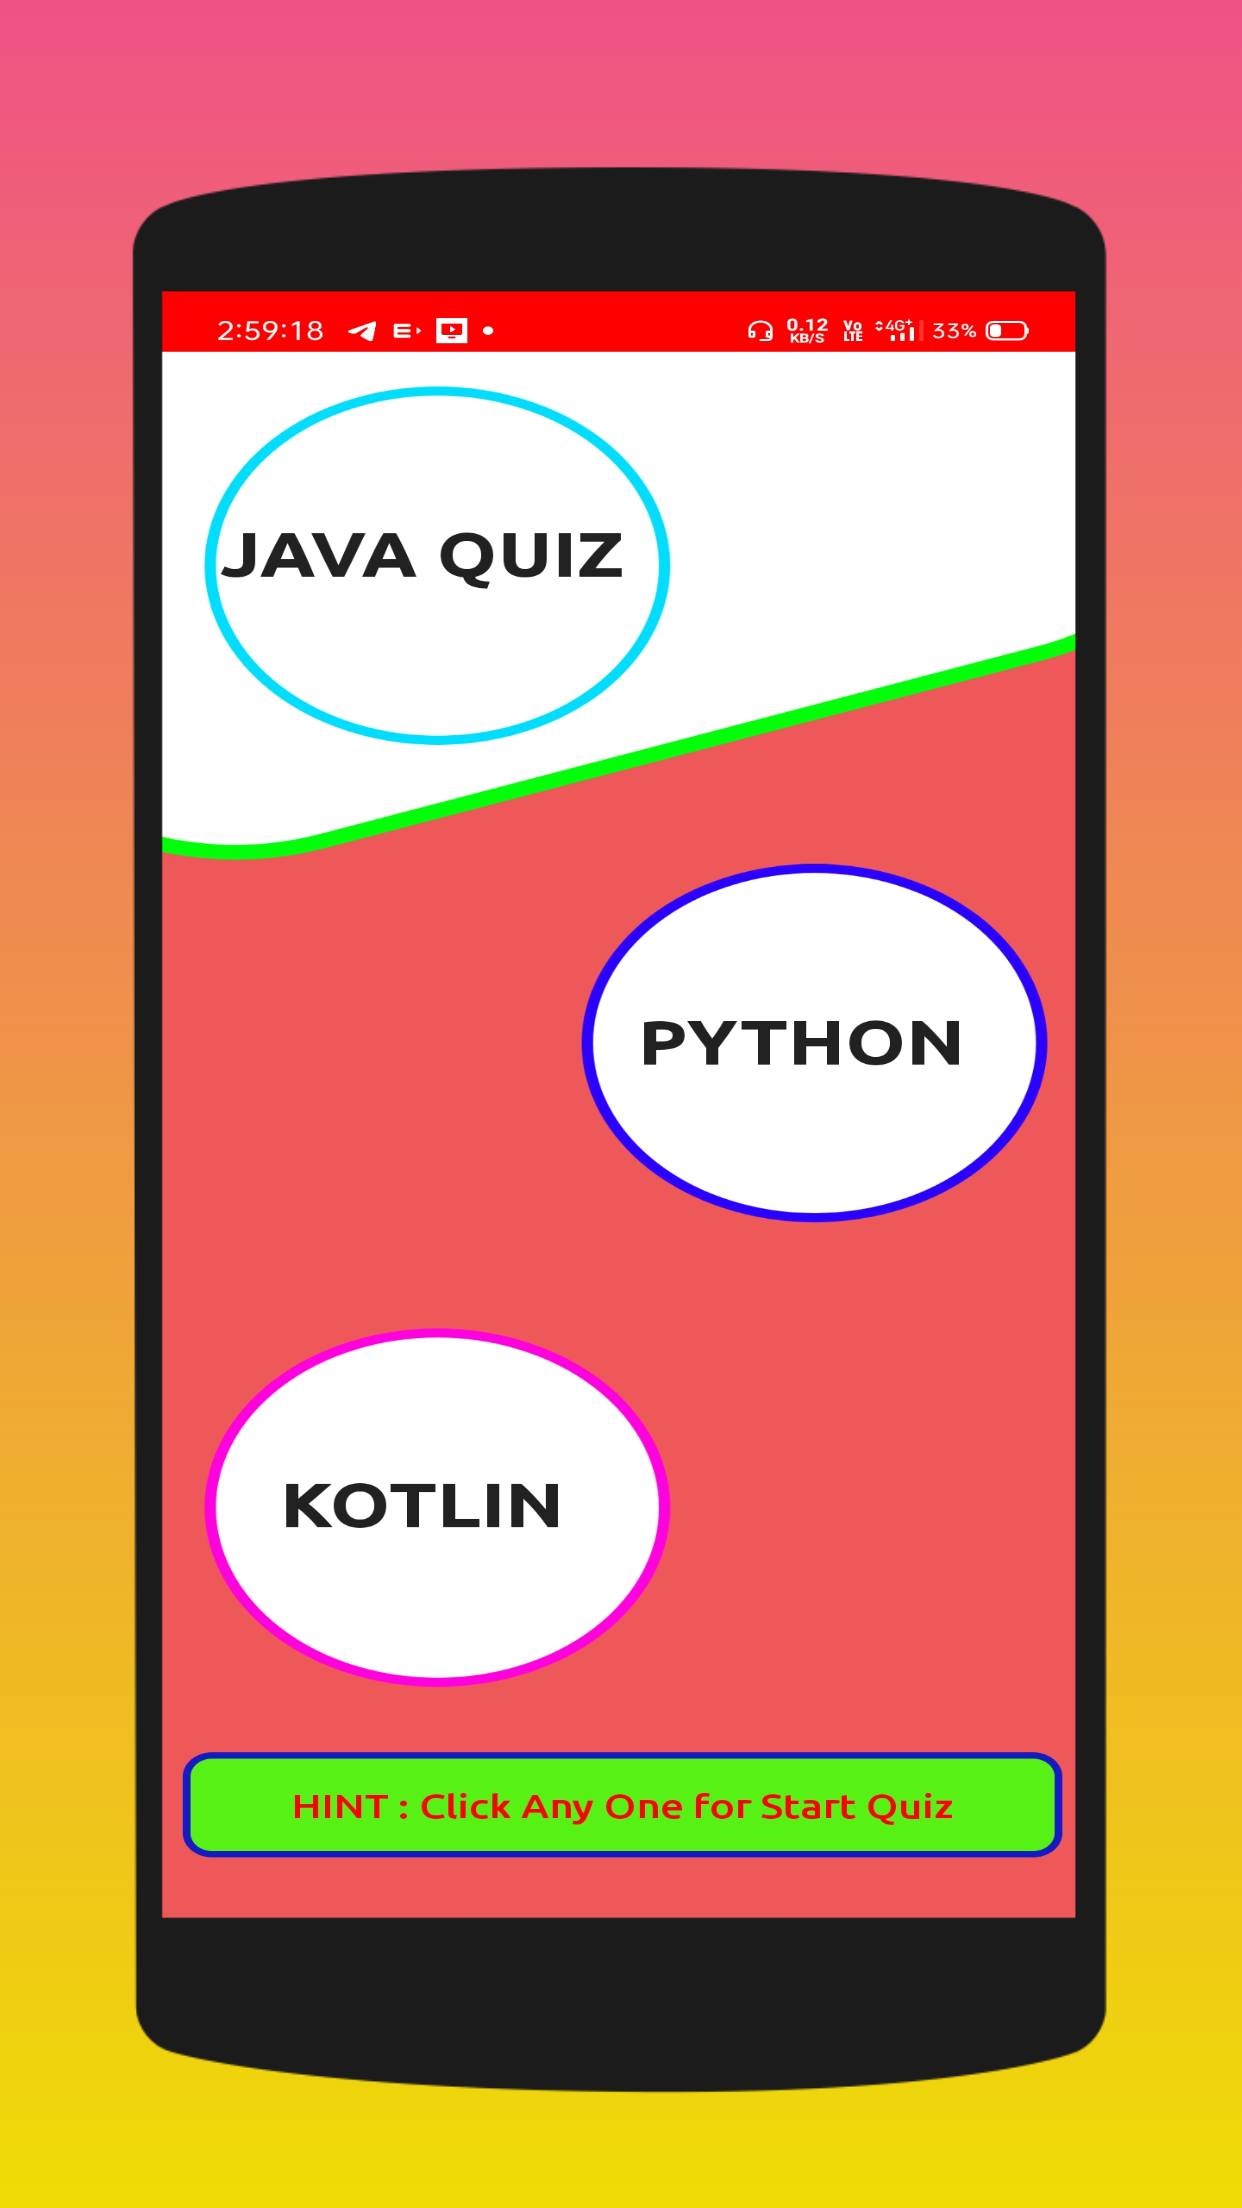 2:59:18 0.12 KB/S Vo LTE 4G+ 33%
JAVA QUIZ
PYTHON
KOTLIN
HINT : Click Any One for Start Quiz